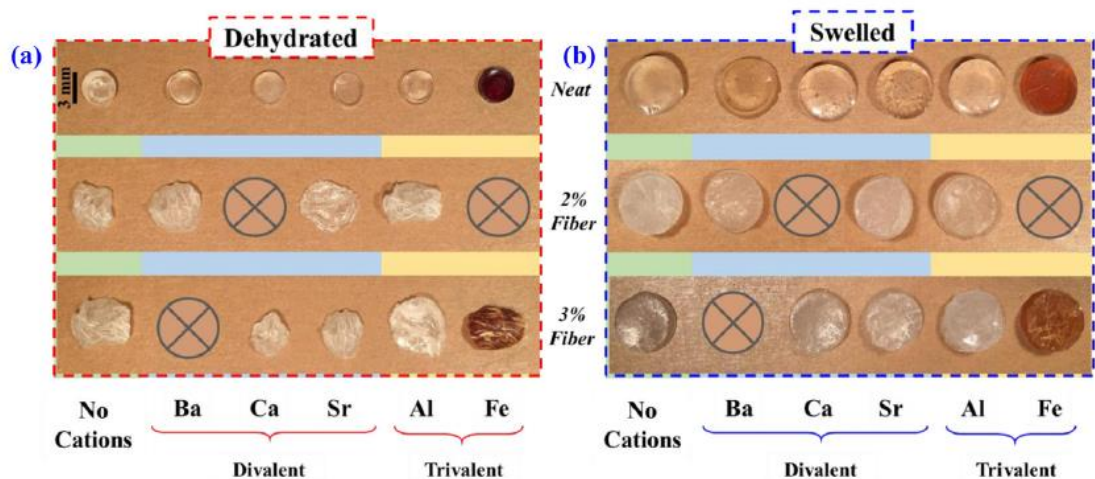 (a)
Dehydrated
(b)
Swelled
3 mm
Neat
2%
Fiber
3%
Fiber
No
Cations
Ba
Ca
Sr
Al
Fe
Divalent
Trivalent
No
Cations
Ba
Ca
Sr
Al
Fe
Divalent
Trivalent